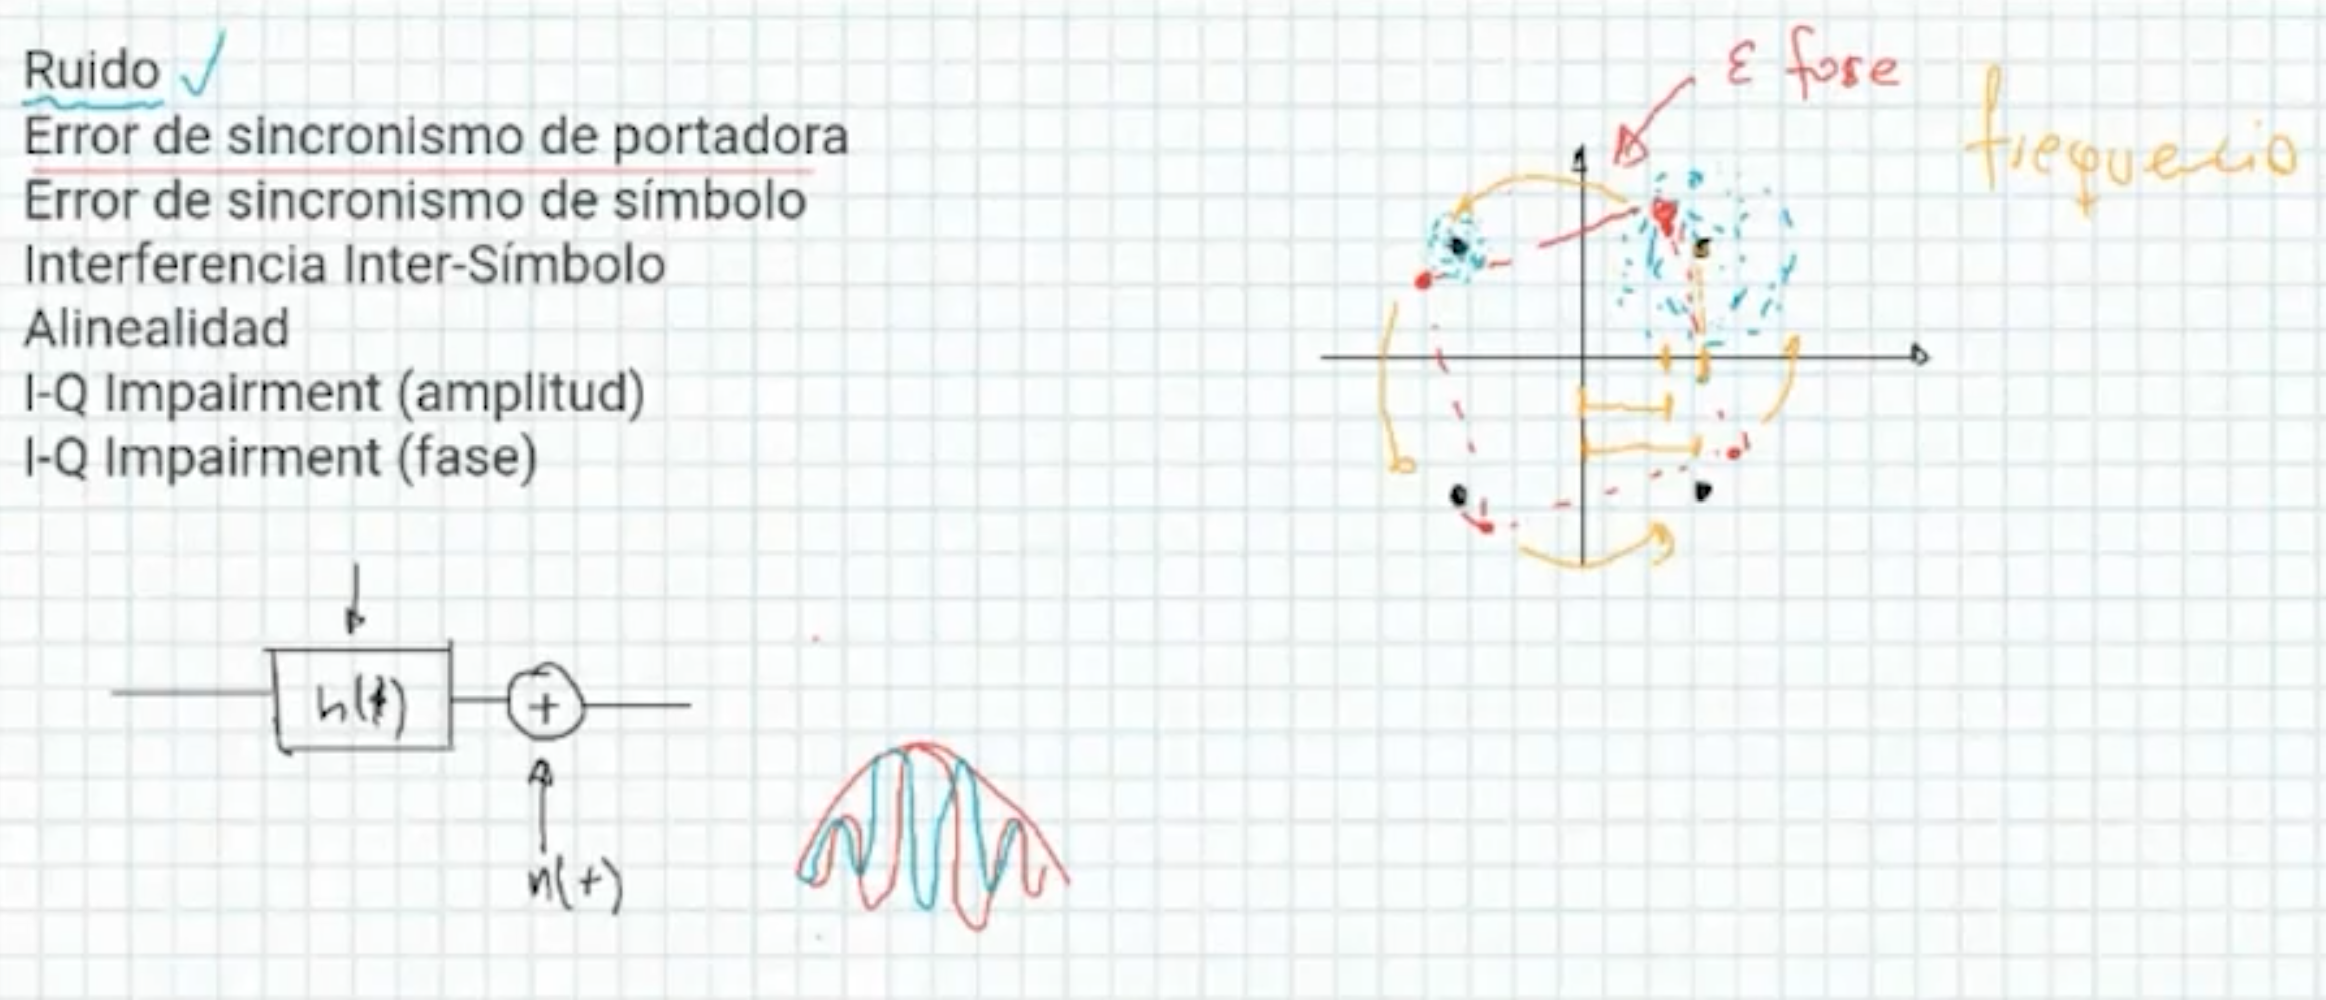 Ruido
Error de sincronismo de portadora
Error de sincronismo de símbolo
Interferencia Inter-Símbolo
Alinealidad
I-Q Impairment (amplitud)
I-Q Impairment (fase)
ε fase
frequencia
h(t)
+
n(t)